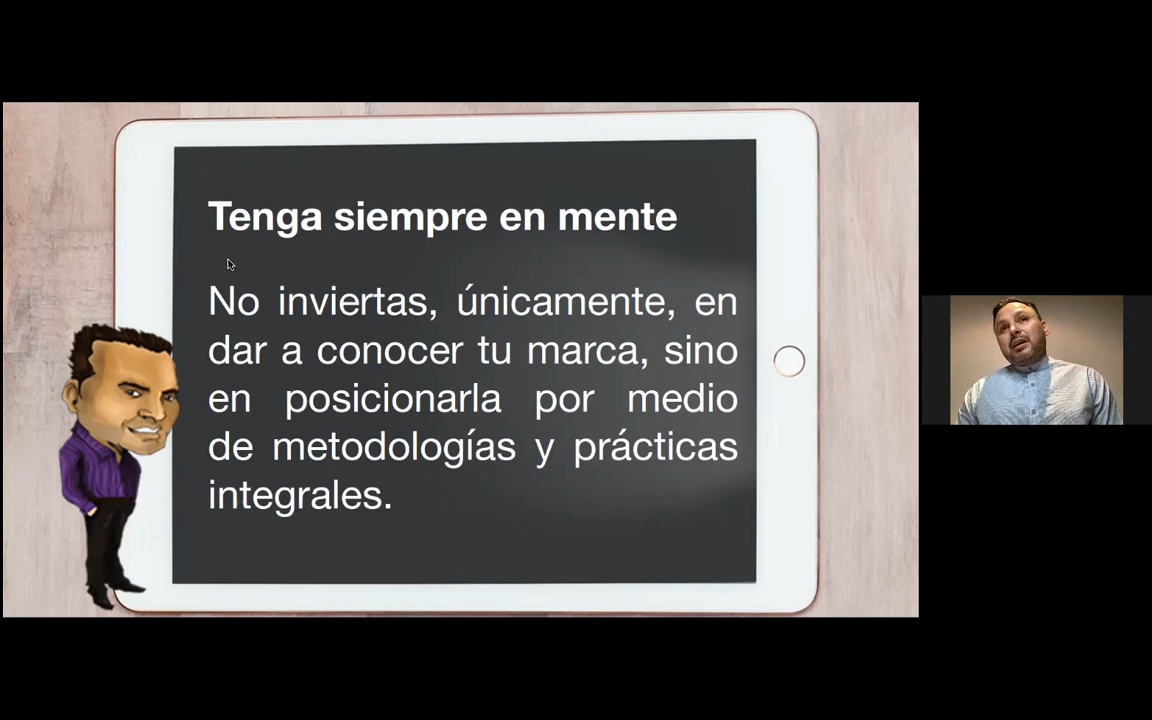 Tenga siempre en mente
No inviertas, únicamente, en
dar a conocer tu marca, sino
en posicionarla por medio
de metodologías y prácticas
integrales.